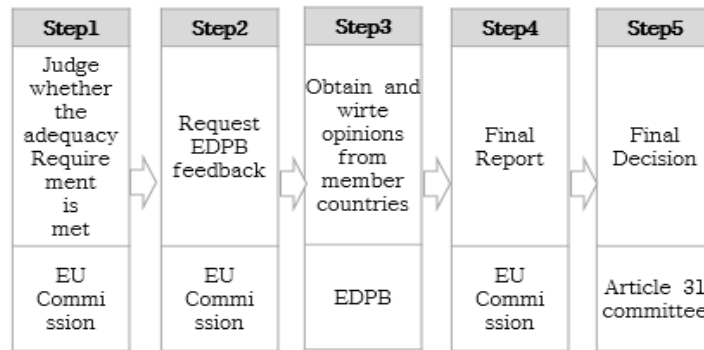 Step1
Judge
whether
the
adequacy
Require
ment
is
met
EU
Commi
ssion
Step2
Request
EDPB
feedback
EU
Commi
ssion
Step3
Obtain and
wirte
opinions
from
member
countries
EDPB
Step4
Final
Report
EU
Commi
ssion
Step5
Final
Decision
Article 31
committee